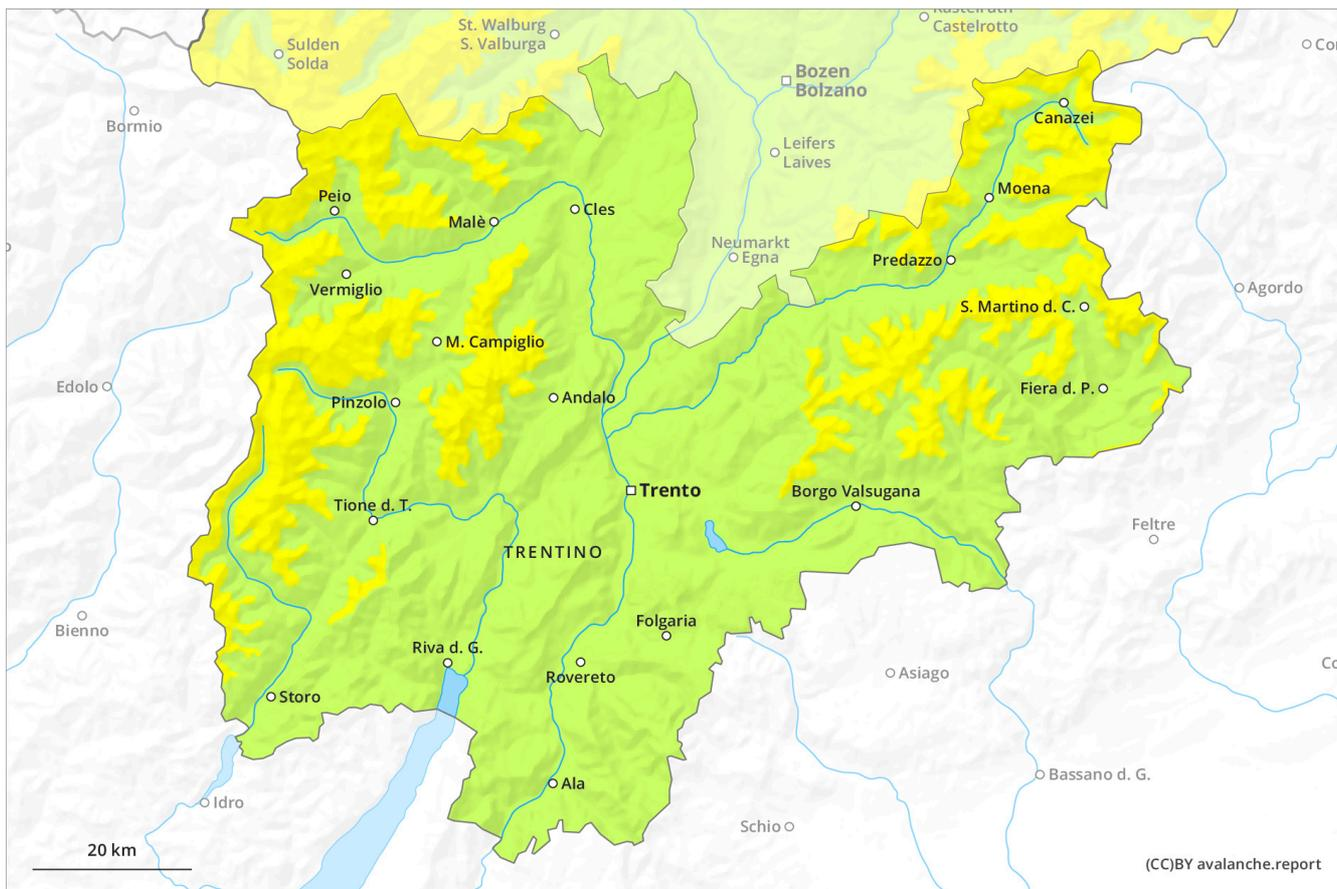 St. Walburg
S. Valburga
Kastelruth
Castelrotto
Sulden
Solda
Bozen
Bolzano
Bormio
Canazei
Leifers
Laives
Peio
Moena
Malè
Cles
Neumarkt
Egna
Predazzo
Vermiglio
Agordo
S. Martino d. C.
M. Campiglio
Edolo
Fiera d. P.
Andalo
Pinzolo
Trento
Borgo Valsugana
Tione d. T.
Feltre
TRENTINO
Folgaria
Bienno
Riva d. G.
Rovereto
Asiago
Storo
Bassano d. G.
Ala
Idro
Schio
20 km
(CC)BY avalanche.report